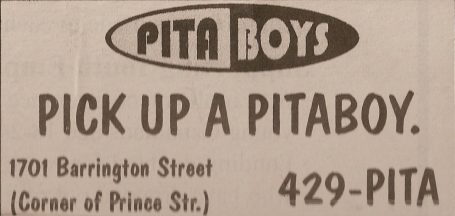 PITA BOYS
PICK UP A PITABOY.
1701 Barrington Street
(Corner of Prince Str.)
429-PITA